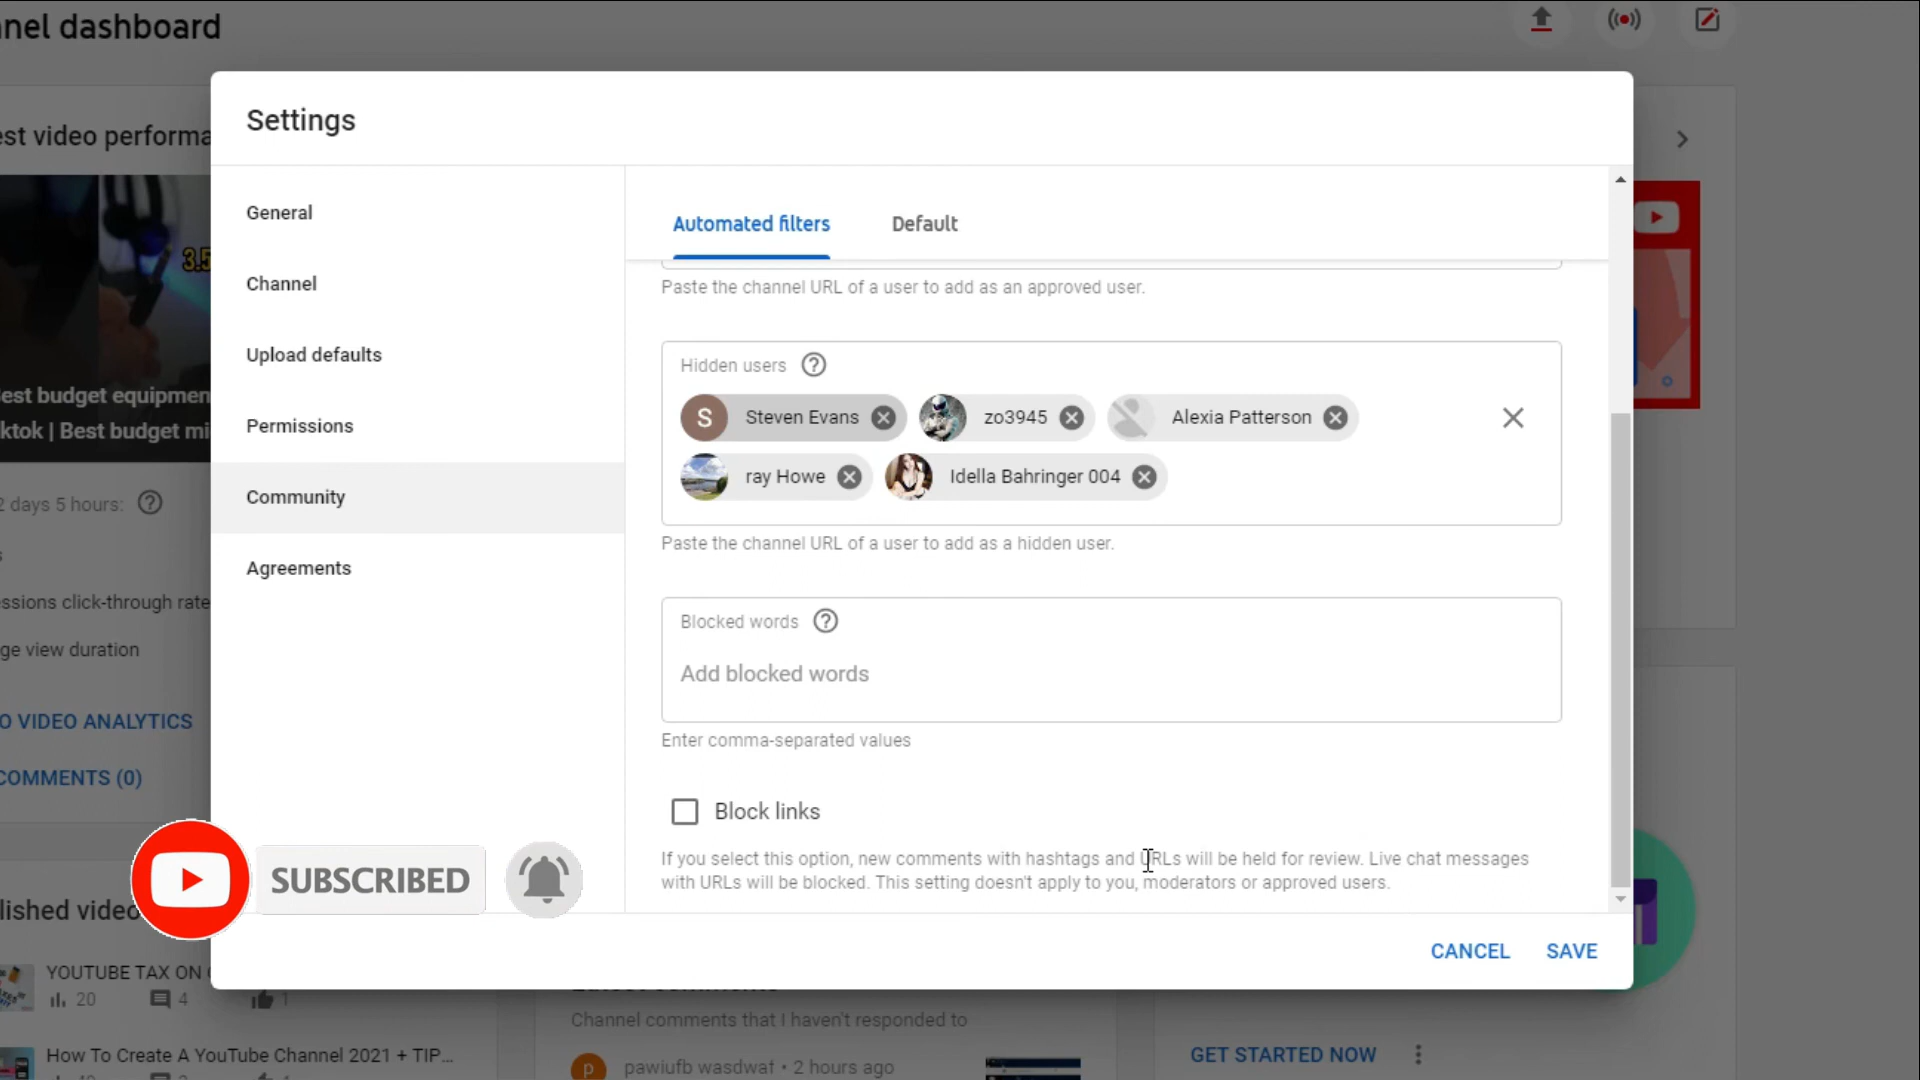 nnel dashboard
Settings
est video performa
General
Channel
Upload defaults
Permissions
Community
Agreements
Automated filters
Default
Paste the channel URL of a user to add as an approved user.
Hidden users
S Steven Evans
zo3945
Alexia Patterson
ray Howe
Idella Bahringer 004
Paste the channel URL of a user to add as a hidden user.
Blocked words
Add blocked words
Enter comma-separated values
Block links
If you select this option, new comments with hashtags and URLs will be held for review. Live chat messages
with URLs will be blocked. This setting doesn't apply to you, moderators or approved users.
CANCEL
SAVE
3.5
est budget equipmen
ktok | Best budget mi
2 days 5 hours:
s
essions click-through rate
ge view duration
O VIDEO ANALYTICS
COMMENTS (0)
SUBSCRIBED
lished video
YOUTUBE TAX ON
20 4 1
How To Create A YouTube Channel 2021 + TIP...
Channel comments that I haven't responded to
p pawiufb wasdwaf • 2 hours ago
GET STARTED NOW